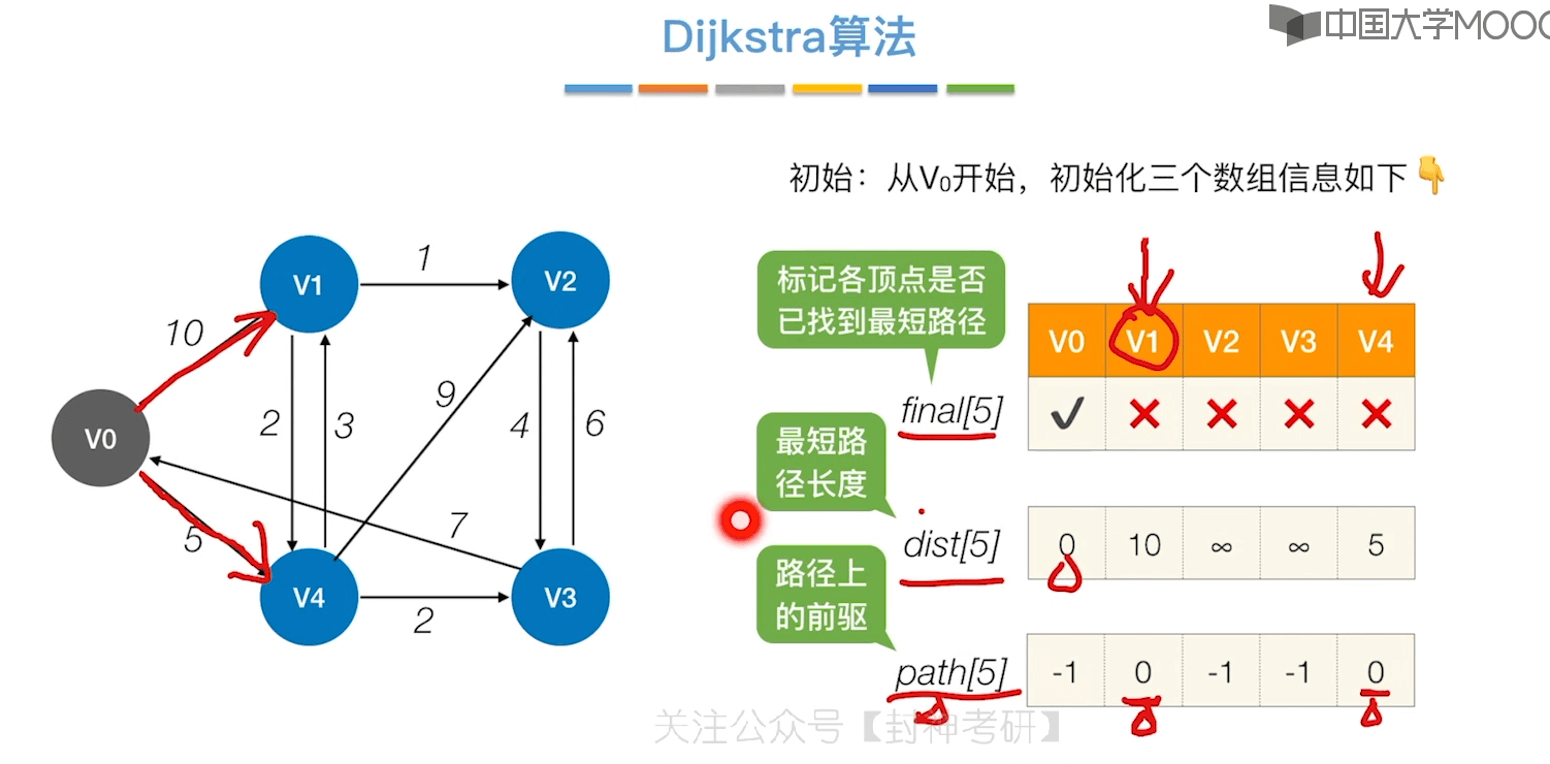 中国大学MOOC
Dijkstra算法
初始：从V₀开始，初始化三个数组信息如下
V1
V2
V0
V4
V3
10
1
2
3
9
4
6
5
7
2
标记各顶点是否
已找到最短路径
final[5]
V0 V1 V2 V3 V4
✓ ✕ ✕ ✕ ✕
最短路
径长度
dist[5]
0 10 ∞ ∞ 5
路径上
的前驱
path[5]
-1 0 -1 -1 0
关注公众号【封神考研】